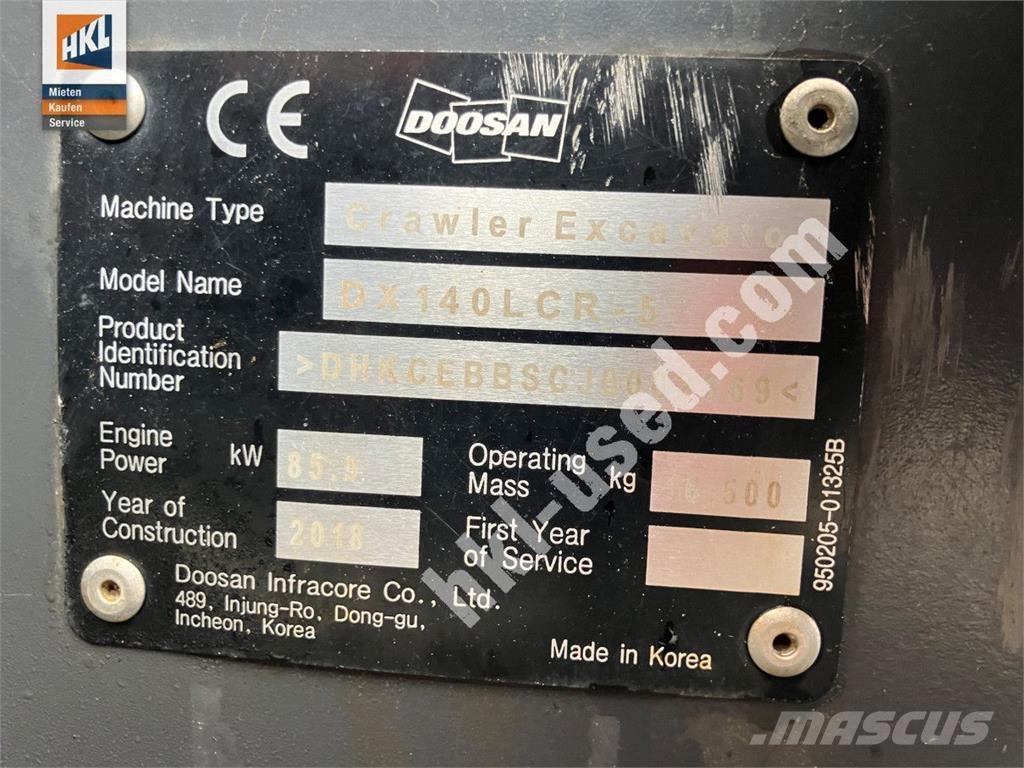 HKL
Mieten
Kaufen
Service
CE
DOOSAN
Machine Type Crawler Excavato
Model Name DX140LCR-5
Product
Identification
Number
Engine
Power kW 85.9
Operating
Mass kg 500
Year of
Construction 2018
First Year
of Service
950205-01325B
Doosan Infracore Co., Ltd.
489, Injung-Ro, Dong-gu,
Incheon, Korea
Made in Korea
hkl-used.com
MASCUS